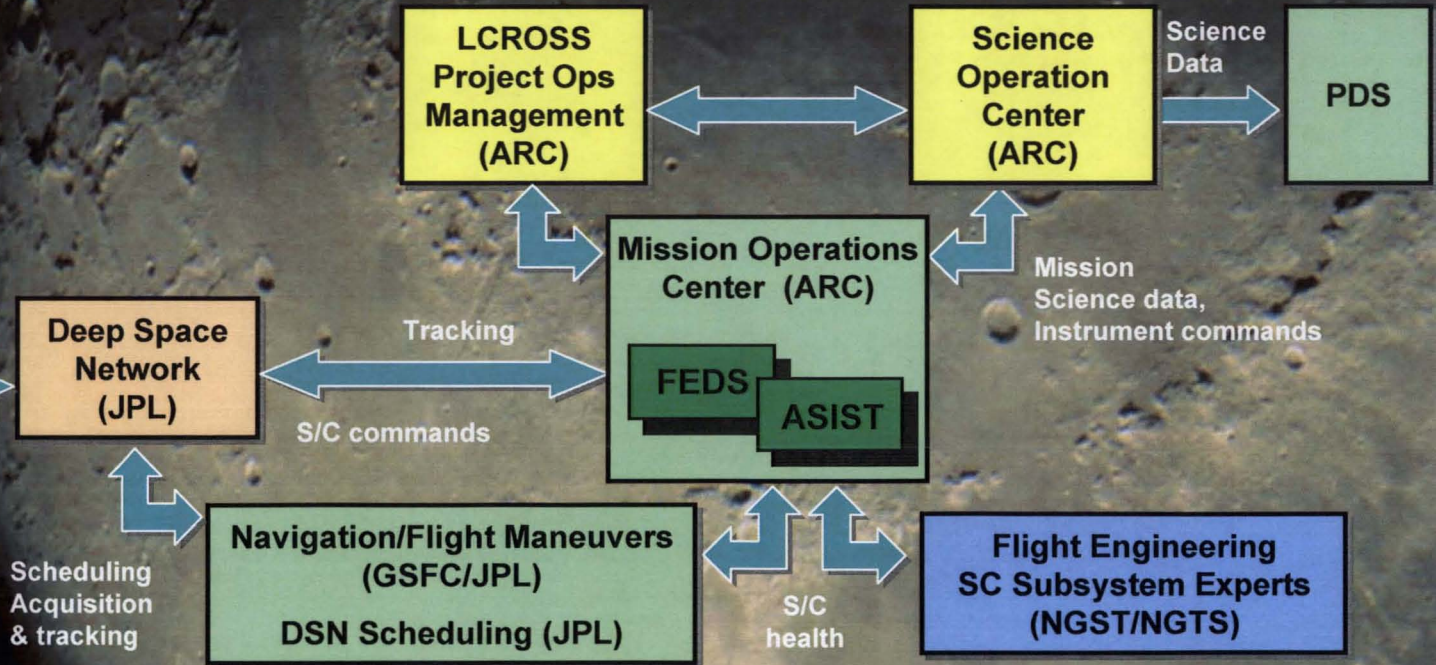 LCROSS
Project Ops
Management
(ARC)
Science
Operation
Center
(ARC)
Science
Data
PDS
Mission Operations
Center (ARC)
FEDS
ASIST
Mission
Science data,
Instrument commands
Deep Space
Network
(JPL)
Tracking
S/C commands
Scheduling
Acquisition
& tracking
Navigation/Flight Maneuvers
(GSFC/JPL)
DSN Scheduling (JPL)
S/C
health
Flight Engineering
SC Subsystem Experts
(NGST/NGTS)